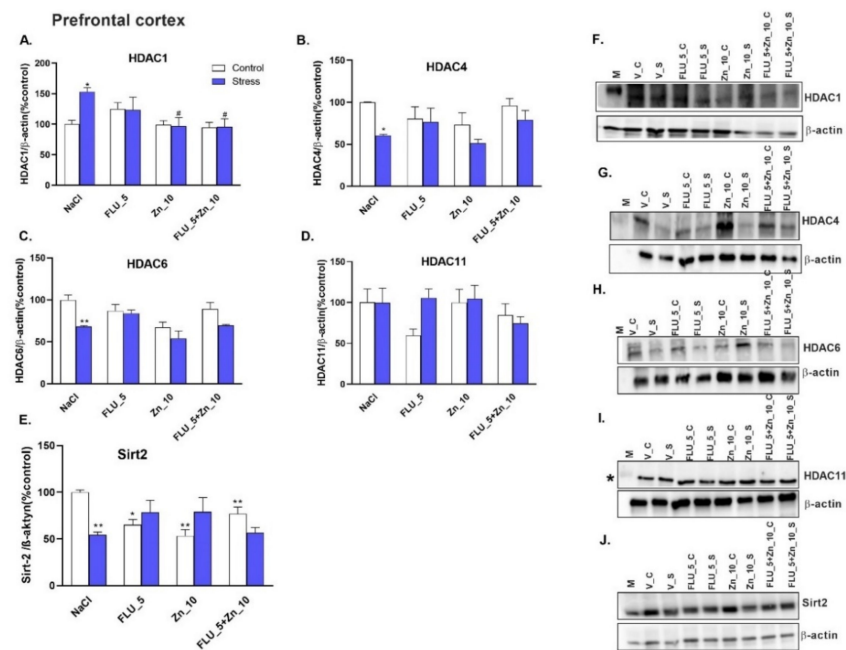 Prefrontal cortex
A.
HDAC1
Control
Stress
HDAC1/β-actin(%control)
200
150
100
50
0
*
#
#
NaCl
FLU_5
Zn_10
FLU_5+Zn_10
B.
HDAC4
HDAC4/β-actin(%control)
150
100
50
0
*
NaCl
FLU_5
Zn_10
FLU_5+Zn_10
C.
HDAC6
HDAC6/β-actin(%control)
150
100
50
0
**
NaCl
FLU_5
Zn_10
FLU_5+Zn_10
D.
HDAC11
HDAC11/β-actin(%control)
150
100
50
0
NaCl
FLU_5
Zn_10
FLU_5+Zn_10
E.
Sirt2
Sirt-2 /ß-aktyn(%control)
150
100
50
0
**
*
**
**
NaCl
FLU_5
Zn_10
FLU_5+Zn_10
F.
M
V_C
V_S
FLU_5_C
FLU_5_S
Zn_10_C
Zn_10_S
FLU_5+Zn_10_C
FLU_5+Zn_10_S
HDAC1
β-actin
G.
M
V_C
V_S
FLU_5_C
FLU_5_S
Zn_10_C
Zn_10_S
FLU_5+Zn_10_C
FLU_5+Zn_10_S
HDAC4
β-actin
H.
M
V_C
V_S
FLU_5_C
FLU_5_S
Zn_10_C
Zn_10_S
FLU_5+Zn_10_C
FLU_5+Zn_10_S
HDAC6
β-actin
I.
M
V_C
V_S
FLU_5_C
FLU_5_S
Zn_10_C
Zn_10_S
FLU_5+Zn_10_C
FLU_5+Zn_10_S
*
HDAC11
β-actin
J.
M
V_C
V_S
FLU_5_C
FLU_5_S
Zn_10_C
Zn_10_S
FLU_5+Zn_10_C
FLU_5+Zn_10_S
Sirt2
β-actin